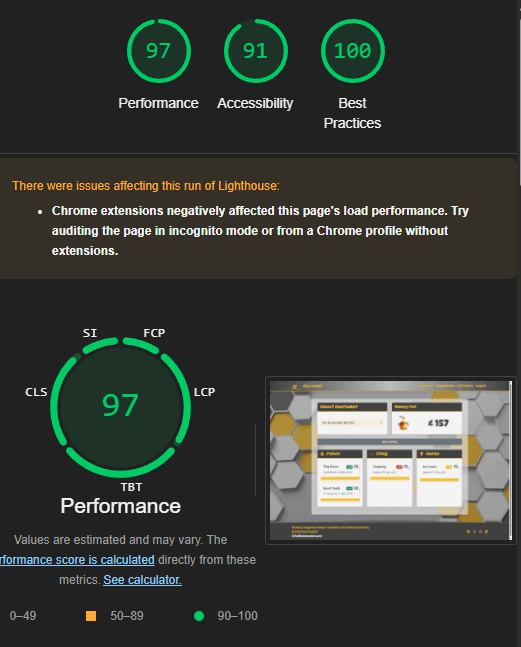 97
91
100
Performance
Accessibility
Best
Practices
There were issues affecting this run of Lighthouse:
• Chrome extensions negatively affected this page's load performance. Try
auditing the page in incognito mode or from a Chrome profile without
extensions.
SI
FCP
CLS
LCP
97
TBT
Performance
Values are estimated and may vary. The
rformance score is calculated directly from these
metrics. See calculator.
0–49
50–89
90–100
Money Pot
£157